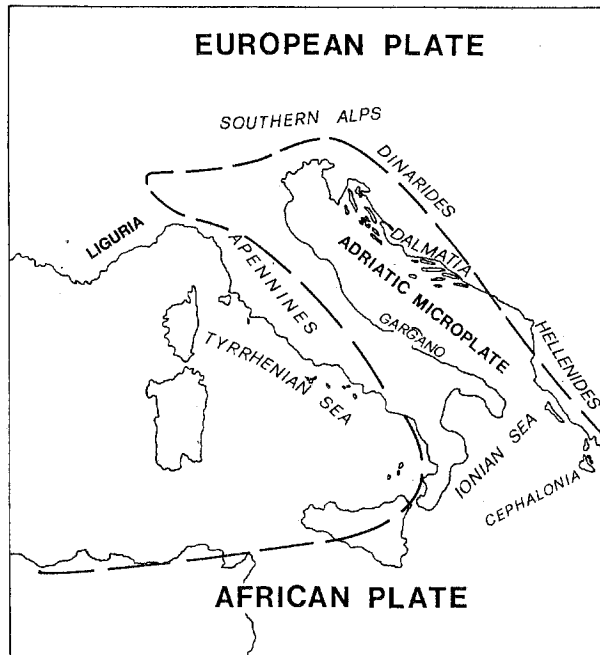 EUROPEAN PLATE
SOUTHERN ALPS
DINARIDES
LIGURIA
APENNINES
DALMATIA
ADRIATIC MICROPLATE
GARGANO
TYRRHENIAN SEA
HELLENIDES
IONIAN SEA
CEPHALONIA
AFRICAN PLATE